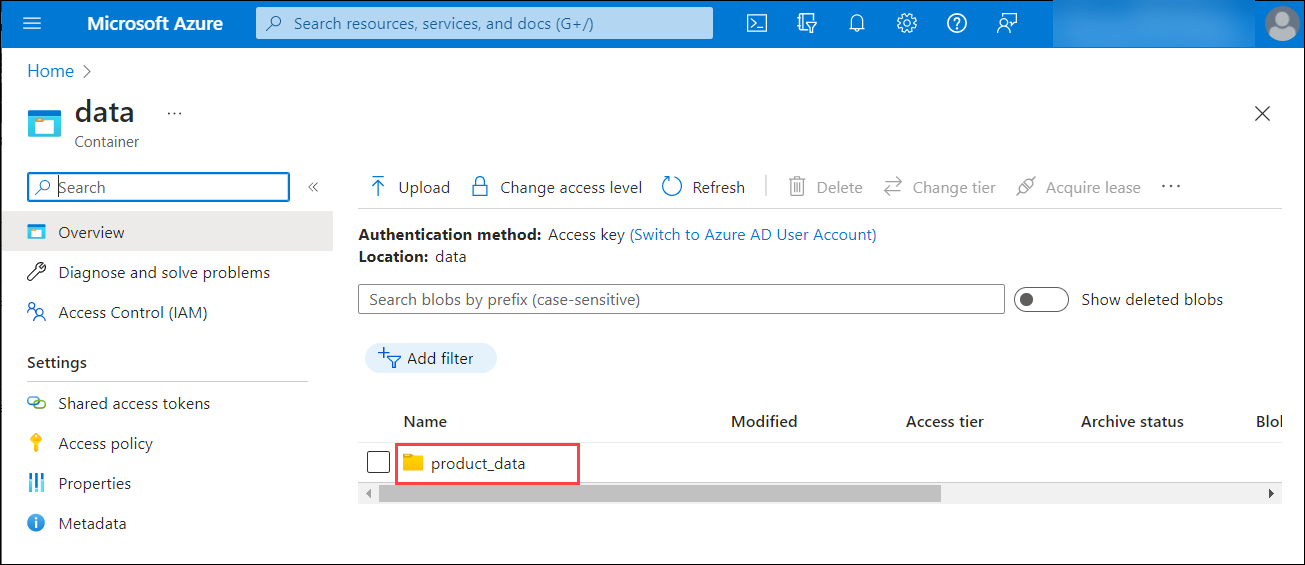 Microsoft Azure
Search resources, services, and docs (G+/)
Home
data
...
Container
Search
«
Upload
Change access level
Refresh
Delete
Change tier
Acquire lease
...
Overview
Diagnose and solve problems
Access Control (IAM)
Settings
Shared access tokens
Access policy
Properties
Metadata
Authentication method: Access key (Switch to Azure AD User Account)
Location: data
Search blobs by prefix (case-sensitive)
Show deleted blobs
Add filter
Name Modified Access tier Archive status Blo
product_data